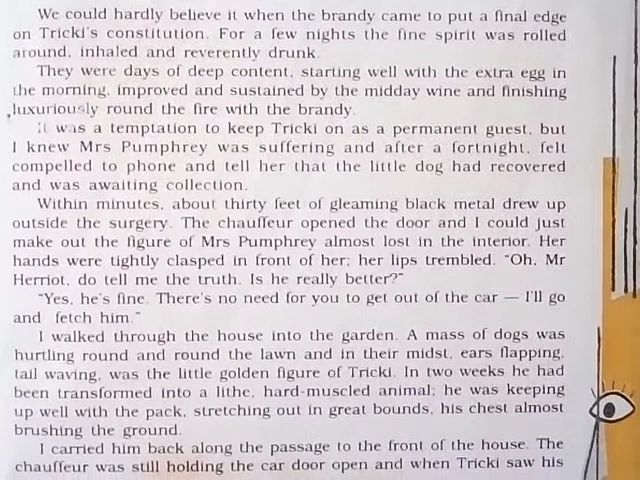 We could hardly believe it when the brandy came to put a final edge
on Tricki's constitution. For a few nights the fine spirit was rolled
around, inhaled and reverently drunk.
They were days of deep content, starting well with the extra egg in
the morning, improved and sustained by the midday wine and finishing
luxuriously round the fire with the brandy.
It was a temptation to keep Tricki on as a permanent guest, but
I knew Mrs Pumphrey was suffering and after a fortnight, felt
compelled to phone and tell her that the little dog had recovered
and was awaiting collection.
Within minutes, about thirty feet of gleaming black metal drew up
outside the surgery. The chauffeur opened the door and I could just
make out the figure of Mrs Pumphrey almost lost in the interior. Her
hands were tightly clasped in front of her; her lips trembled. "Oh, Mr
Herriot, do tell me the truth. Is he really better?"
"Yes, he's fine. There's no need for you to get out of the car — I'll go
and fetch him."
I walked through the house into the garden. A mass of dogs was
hurtling round and round the lawn and in their midst, ears flapping,
tail waving, was the little golden figure of Tricki. In two weeks he had
been transformed into a lithe, hard-muscled animal; he was keeping
up well with the pack, stretching out in great bounds, his chest almost
brushing the ground.
I carried him back along the passage to the front of the house. The
chauffeur was still holding the car door open and when Tricki saw his